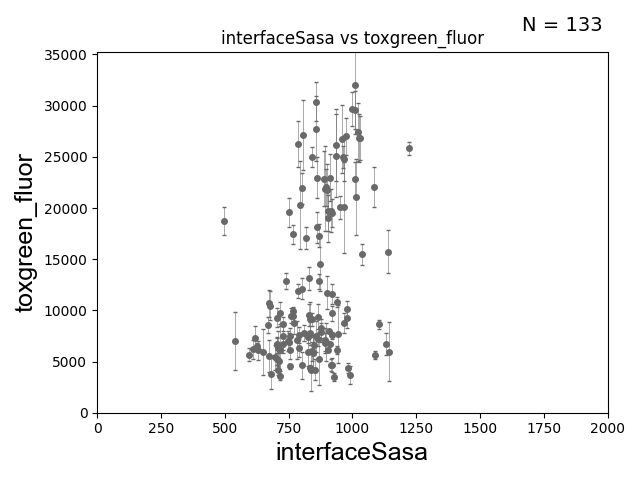 N = 133
interfaceSasa vs toxgreen_fluor
35000
30000
25000
20000
15000
10000
5000
0
toxgreen_fluor
0 250 500 750 1000 1250 1500 1750 2000
interfaceSasa